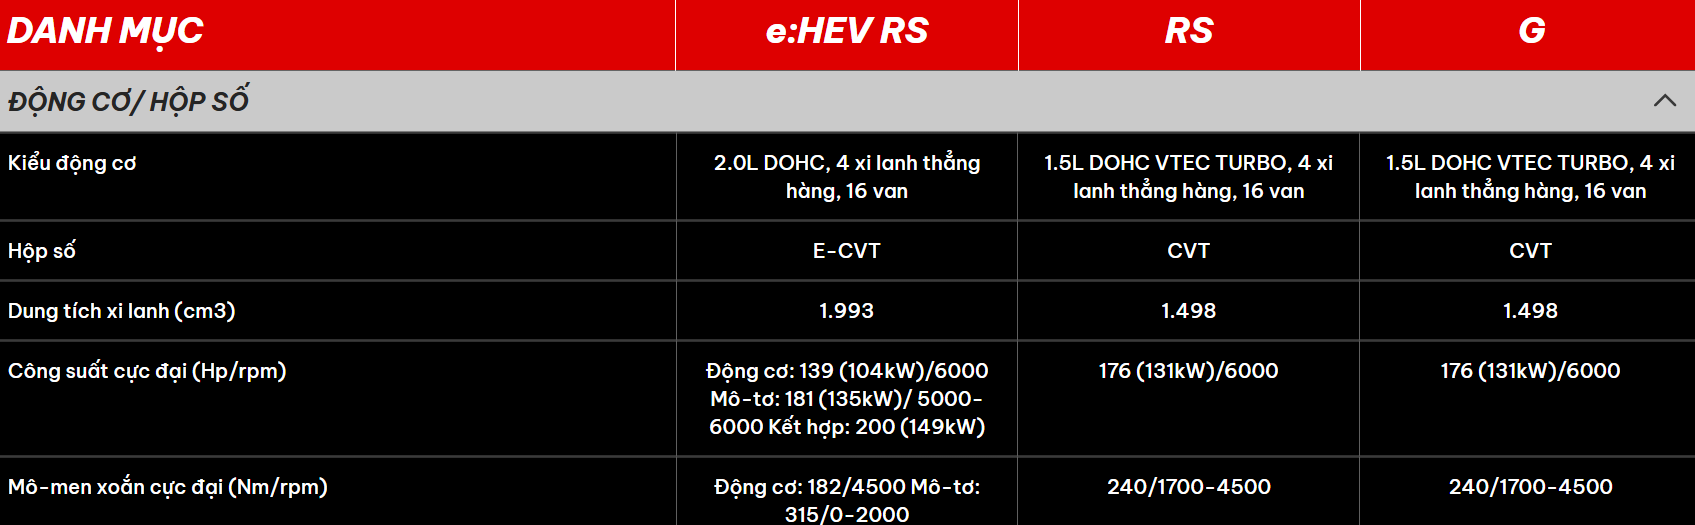 DANH MỤC e:HEV RS RS G
ĐỘNG CƠ/ HỘP SỐ
Kiểu động cơ
2.0L DOHC, 4 xi lanh thẳng
hàng, 16 van
1.5L DOHC VTEC TURBO, 4 xi
lanh thẳng hàng, 16 van
1.5L DOHC VTEC TURBO, 4 xi
lanh thẳng hàng, 16 van
Hộp số E-CVT CVT CVT
Dung tích xi lanh (cm3) 1.993 1.498 1.498
Công suất cực đại (Hp/rpm)
Động cơ: 139 (104kW)/6000
Mô-tơ: 181 (135kW)/ 5000-
6000 Kết hợp: 200 (149kW)
176 (131kW)/6000
176 (131kW)/6000
Mô-men xoắn cực đại (Nm/rpm)
Động cơ: 182/4500 Mô-tơ:
315/0-2000
240/1700-4500
240/1700-4500